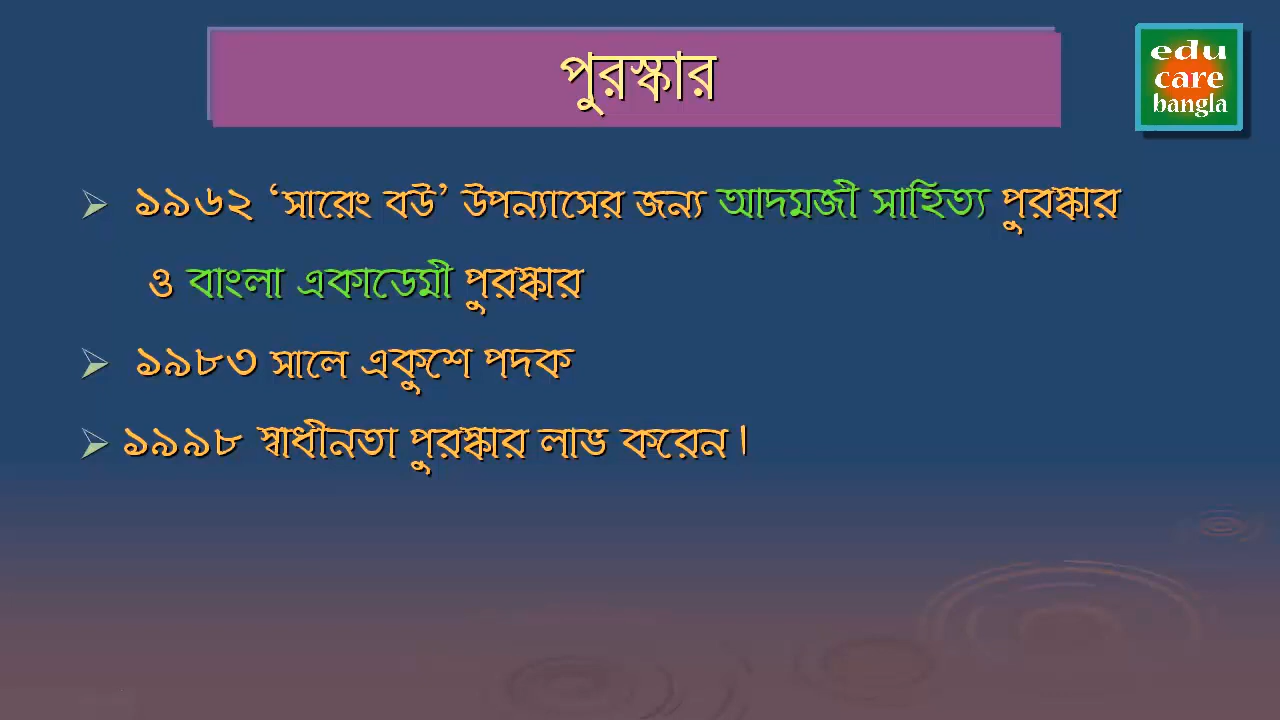 পুরস্কার
edu
care
bangla
১৯৬২ ‘সারেং বউ’ উপন্যাসের জন্য আদমজী সাহিত্য পুরস্কার
ও বাংলা একাডেমী পুরস্কার
১৯৮৩ সালে একুশে পদক
১৯৯৮ স্বাধীনতা পুরস্কার লাভ করেন।